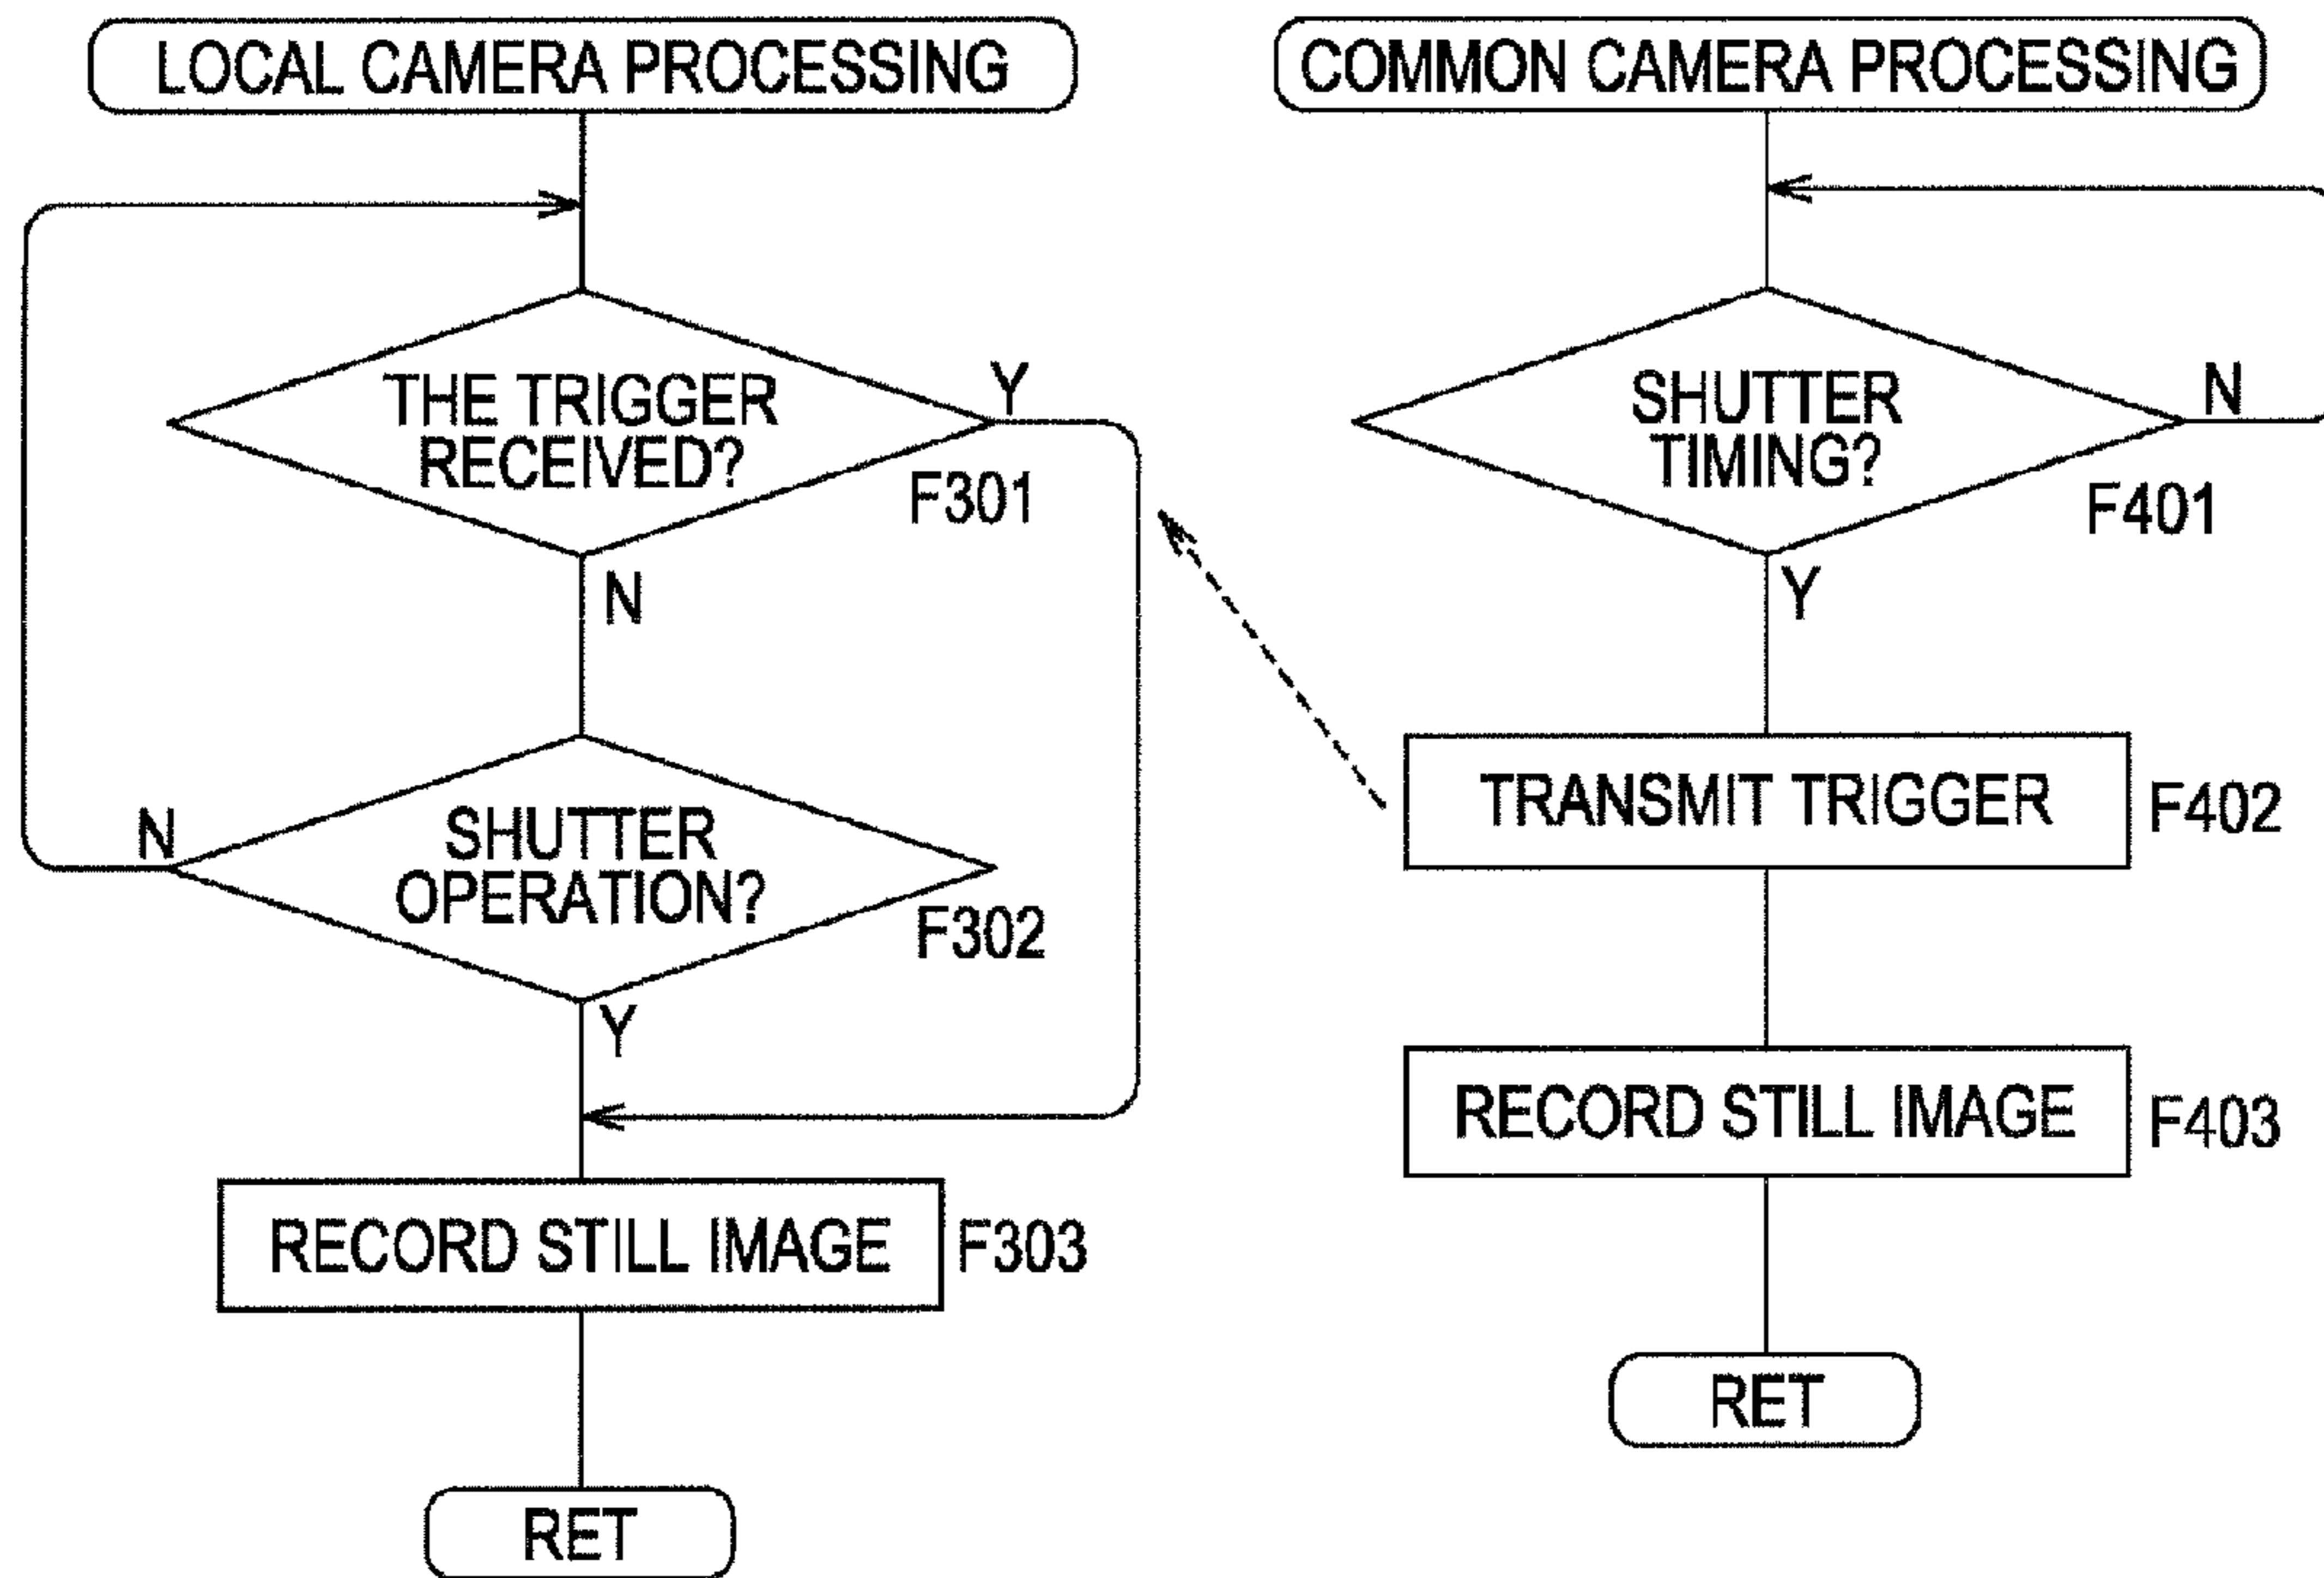 LOCAL CAMERA PROCESSING
THE TRIGGER
RECEIVED?
Y
F301
N
SHUTTER
OPERATION?
N
F302
Y
RECORD STILL IMAGE
F303
RET
COMMON CAMERA PROCESSING
SHUTTER
TIMING?
N
F401
Y
TRANSMIT TRIGGER
F402
RECORD STILL IMAGE
F403
RET